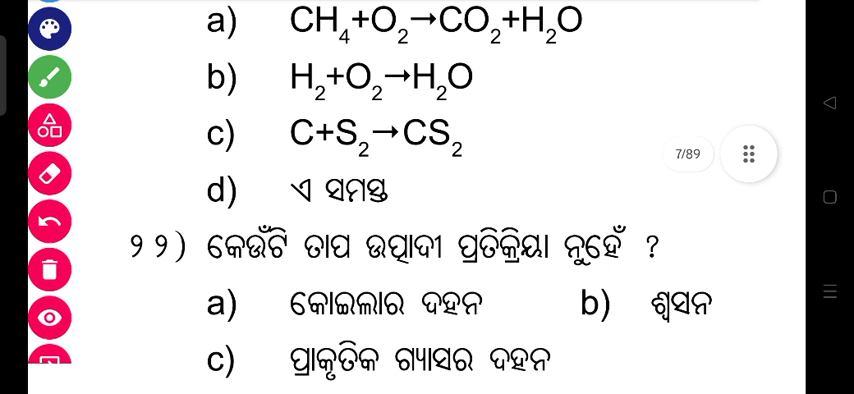 a) CH₄+O₂→CO₂+H₂O
b) H₂+O₂→H₂O
c) C+S₂→CS₂
7/89
d) ଏ ସମସ୍ତ
୨୨) କେଉଁଟି ତାପ ଉତ୍ପାଦୀ ପ୍ରତିକ୍ରିୟା ନୁହେଁ ?
a) କୋଇଲାର ଦହନ b) ଶ୍ୱସନ
c) ପ୍ରାକୃତିକ ଗ୍ୟାସର ଦହନ